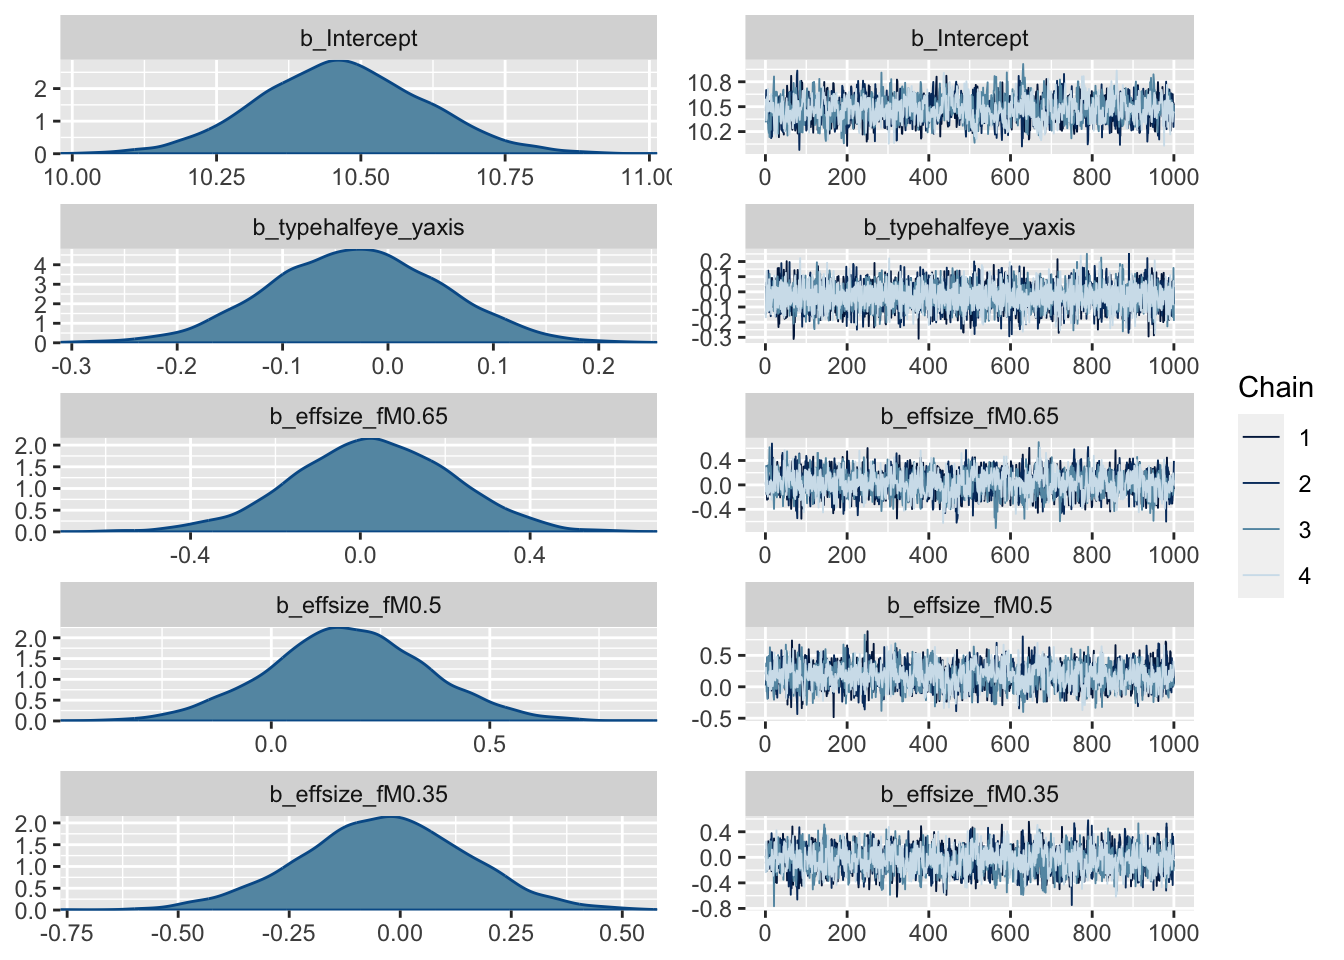 b_Intercept
2
1
0
10.00 10.25 10.50 10.75 11.00
b_Intercept
10.8
10.5
10.2
0 200 400 600 800 1000
b_typehalfeye_yaxis
4
3
2
1
0
-0.3 -0.2 -0.1 0.0 0.1 0.2
b_typehalfeye_yaxis
0.2
0.1
0.0
-0.1
-0.2
-0.3
0 200 400 600 800 1000
b_effsize_fM0.65
2.0
1.5
1.0
0.5
0.0
-0.4 0.0 0.4
b_effsize_fM0.65
0.4
0.0
-0.4
0 200 400 600 800 1000
b_effsize_fM0.5
2.0
1.5
1.0
0.5
0.0
0.0 0.5
b_effsize_fM0.5
0.5
0.0
-0.5
0 200 400 600 800 1000
b_effsize_fM0.35
2.0
1.5
1.0
0.5
0.0
-0.75 -0.50 -0.25 0.00 0.25 0.50
b_effsize_fM0.35
0.4
0.0
-0.4
-0.8
0 200 400 600 800 1000
Chain
1
2
3
4